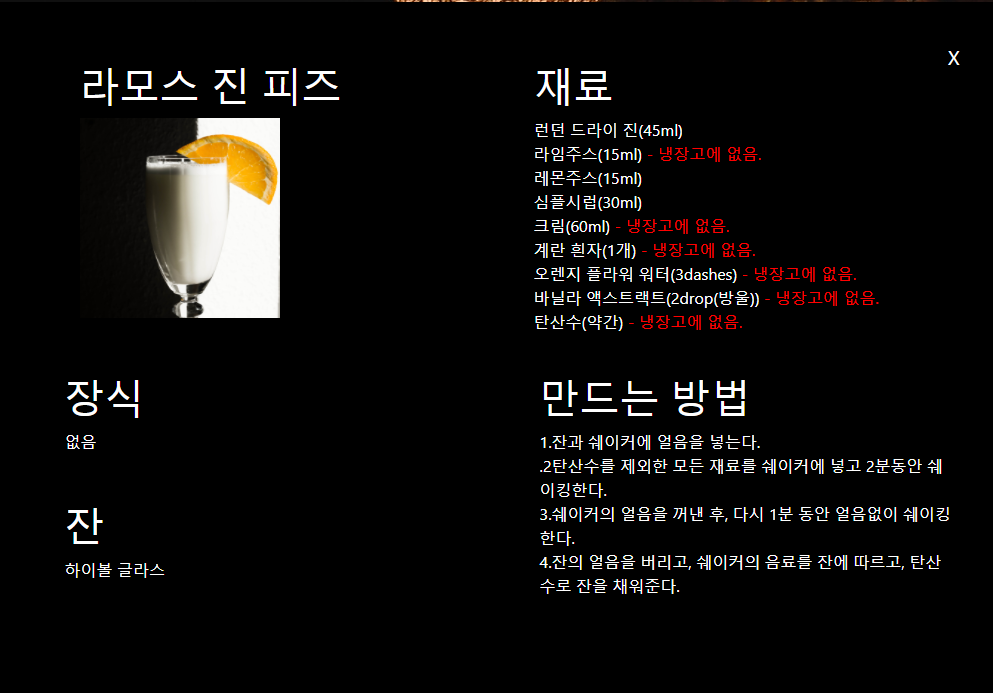 X
라모스 진 피즈
재료
런던 드라이 진(45ml)
라임주스(15ml) - 냉장고에 없음.
레몬주스(15ml)
심플시럽(30ml)
크림(60ml) - 냉장고에 없음.
계란 흰자(1개) - 냉장고에 없음.
오렌지 플라워 워터(3dashes) - 냉장고에 없음.
바닐라 액스트랙트(2drop(방울)) - 냉장고에 없음.
탄산수(약간) - 냉장고에 없음.
장식
없음
잔
하이볼 글라스
만드는 방법
1.잔과 쉐이커에 얼음을 넣는다.
.2탄산수를 제외한 모든 재료를 쉐이커에 넣고 2분동안 쉐
이킹한다.
3.쉐이커의 얼음을 꺼낸 후, 다시 1분 동안 얼음없이 쉐이킹
한다.
4.잔의 얼음을 버리고, 쉐이커의 음료를 잔에 따르고, 탄산
수로 잔을 채워준다.